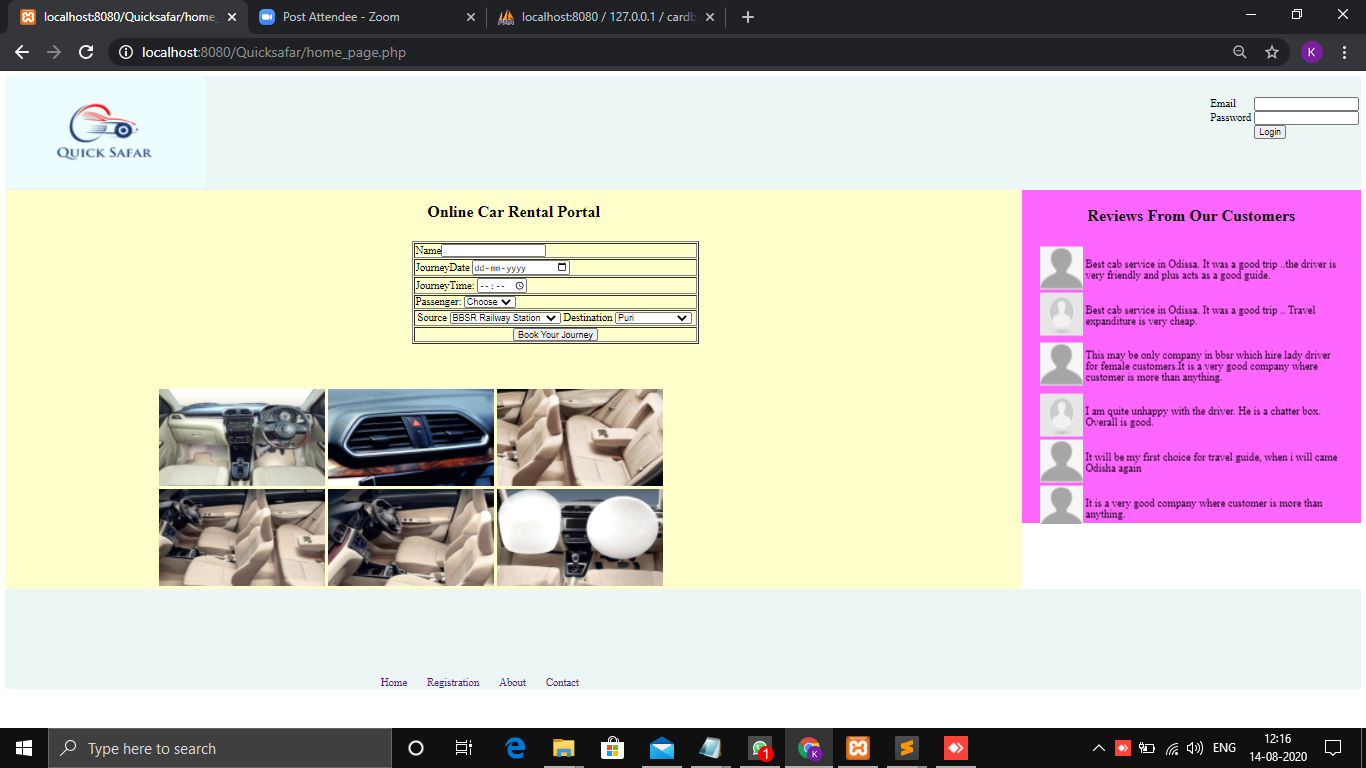 localhost:8080/Quicksafar/home_
Post Attendee - Zoom
localhost:8080 / 127.0.0.1 / cardb
localhost:8080/Quicksafar/home_page.php
K
QUICK SAFAR
Email
Password
Login
Online Car Rental Portal
Name
JourneyDate dd-mm-yyyy
JourneyTime: --:--
Passenger: Choose
Source BBSR Railway Station Destination Puri
Book Your Journey
Reviews From Our Customers
Best cab service in Odissa. It was a good trip ..the driver is
very friendly and plus acts as a good guide.
Best cab service in Odissa. It was a good trip .. Travel
expanditure is very cheap.
This may be only company in bbsr which hire lady driver
for female customers.It is a very good company where
customer is more than anything.
I am quite unhappy with the driver. He is a chatter box.
Overall is good.
It will be my first choice for travel guide, when i will came
Odisha again
It is a very good company where customer is more than
anything.
Home Registration About Contact
Type here to search
1
K
ENG
12:16
14-08-2020